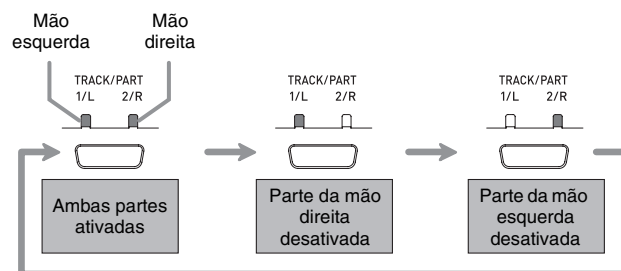 Mão
esquerda
Mão
direita
TRACK/PART
1/L 2/R
TRACK/PART
1/L 2/R
TRACK/PART
1/L 2/R
Ambas partes
ativadas
Parte da mão
direita
desativada
Parte da mão
esquerda
desativada